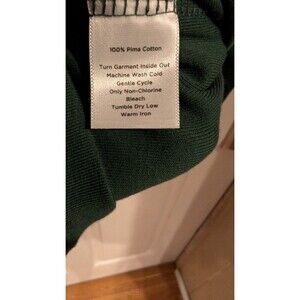 100% Pima Cotton
Turn Garment Inside Out
Machine Wash Cold
Gentle Cycle
Only Non-Chlorine
Bleach
Tumble Dry Low
Warm Iron